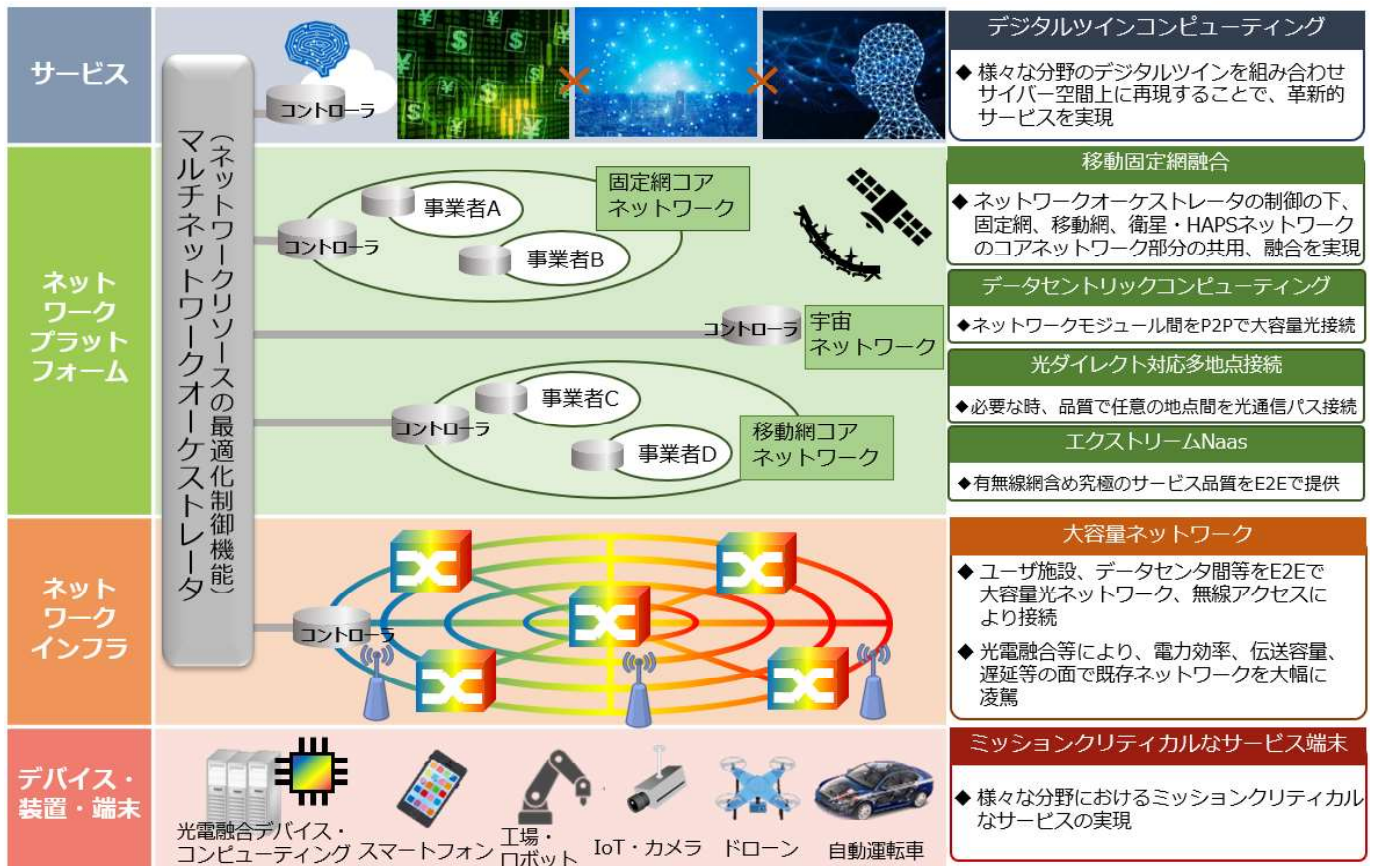 サービス
コントローラ
デジタルツインコンピューティング
◆ 様々な分野のデジタルツインを組み合わせ
サイバー空間上に再現することで、革新的
サービスを実現
マルチネットワークオーケストレータ
（ネットワークリソースの最適化制御機能）
ネット
ワーク
プラット
フォーム
コントローラ
事業者A
事業者B
固定網コア
ネットワーク
コントローラ
宇宙
ネットワーク
コントローラ
事業者C
事業者D
移動網コア
ネットワーク
移動固定網融合
◆ ネットワークオーケストレータの制御の下、
固定網、移動網、衛星・HAPSネットワーク
のコアネットワーク部分の共用、融合を実現
データセントリックコンピューティング
◆ネットワークモジュール間をP2Pで大容量光接続
光ダイレクト対応多地点接続
◆必要な時、品質で任意の地点間を光通信パス接続
エクストリームNaas
◆有無線網含め究極のサービス品質をE2Eで提供
ネット
ワーク
インフラ
コントローラ
大容量ネットワーク
◆ ユーザ施設、データセンタ間等をE2Eで
大容量光ネットワーク、無線アクセスに
より接続
◆ 光電融合等により、電力効率、伝送容量、
遅延等の面で既存ネットワークを大幅に
凌駕
デバイス・
装置・端末
光電融合デバイス・
コンピューティング
スマートフォン
工場・
ロボット
IoT・カメラ
ドローン
自動運転車
ミッションクリティカルなサービス端末
◆ 様々な分野におけるミッションクリティカル
なサービスの実現